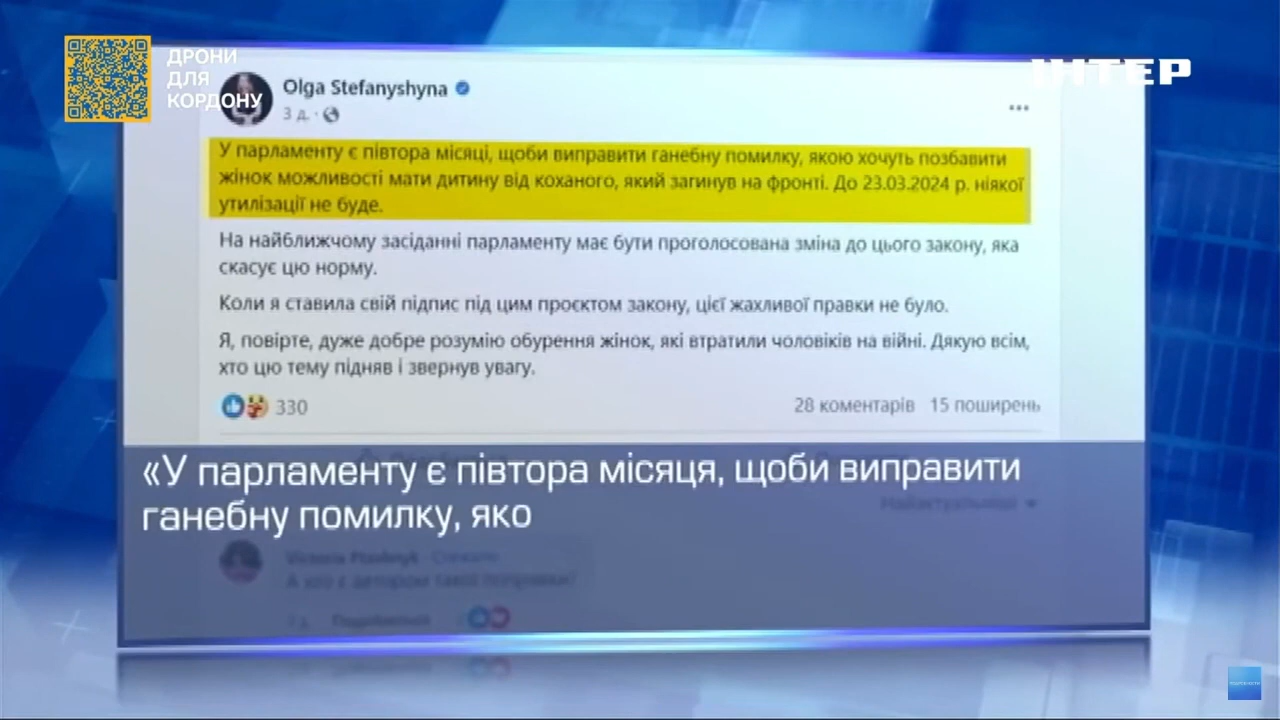 ДРОНИ
ДЛЯ
КОРДОНУ
ІНТЕР
Olga Stefanyshyna
3 д.
У парламенту є півтора місяці, щоби виправити ганебну помилку, якою хочуть позбавити
жінок можливості мати дитину від коханого, який загинув на фронті. До 23.03.2024 р. ніякої
утилізації не буде.
На найближчому засіданні парламенту має бути проголосована зміна до цього закону, яка
скасує цю норму.
Коли я ставила свій підпис під цим проєктом закону, цієї жахливої правки не було.
Я, повірте, дуже добре розумію обурення жінок, які втратили чоловіків на війні. Дякую всім,
хто цю тему підняв і звернув увагу.
330
28 коментарів 15 поширень
«У парламенту є півтора місяця, щоби виправити
ганебну помилку, яко
Найактуальніші
А хто є автором такої поправки?